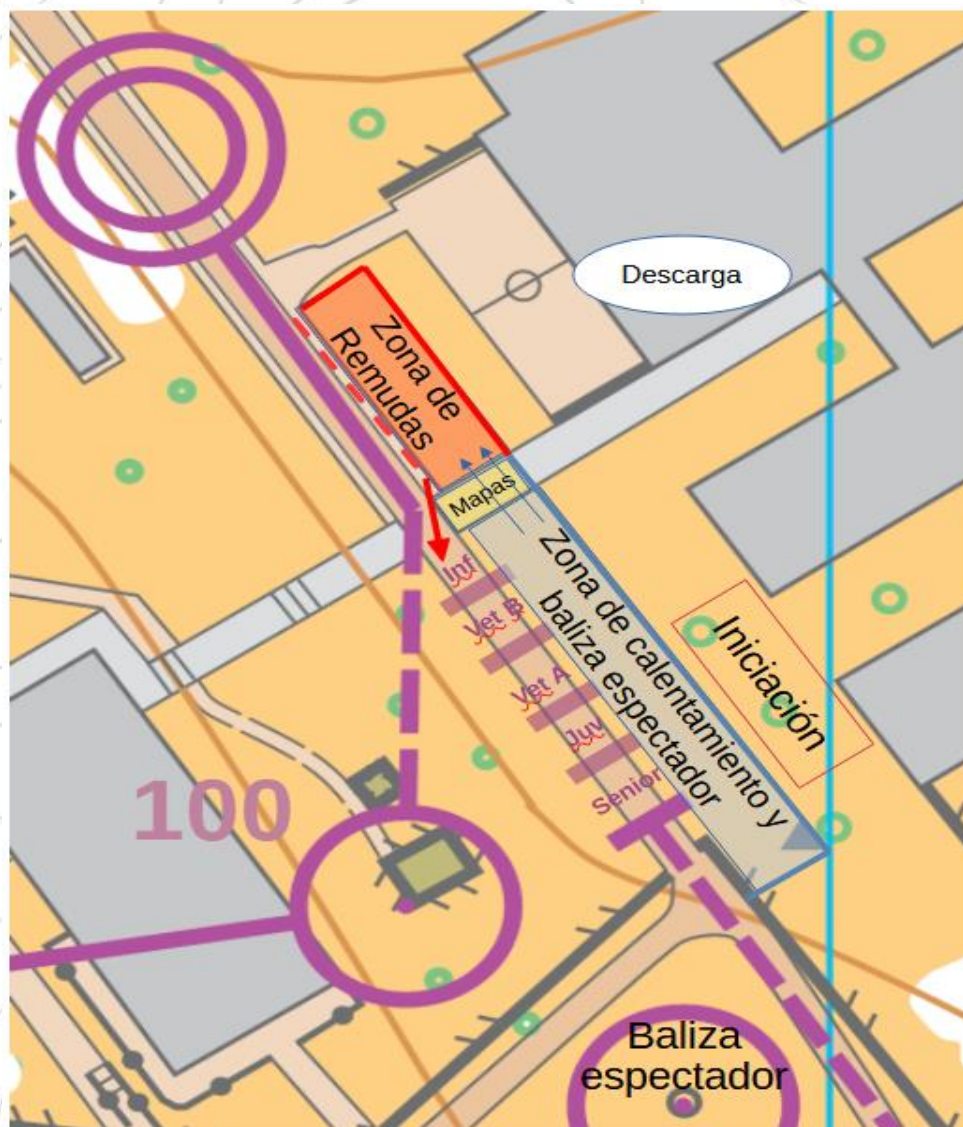 Descarga
Zona de
Remudas
Mapas
Inf
Vet B
Vet A
Juv
Senior
Zona de calentamiento y
baliza espectador
Iniciación
100
Baliza
espectador